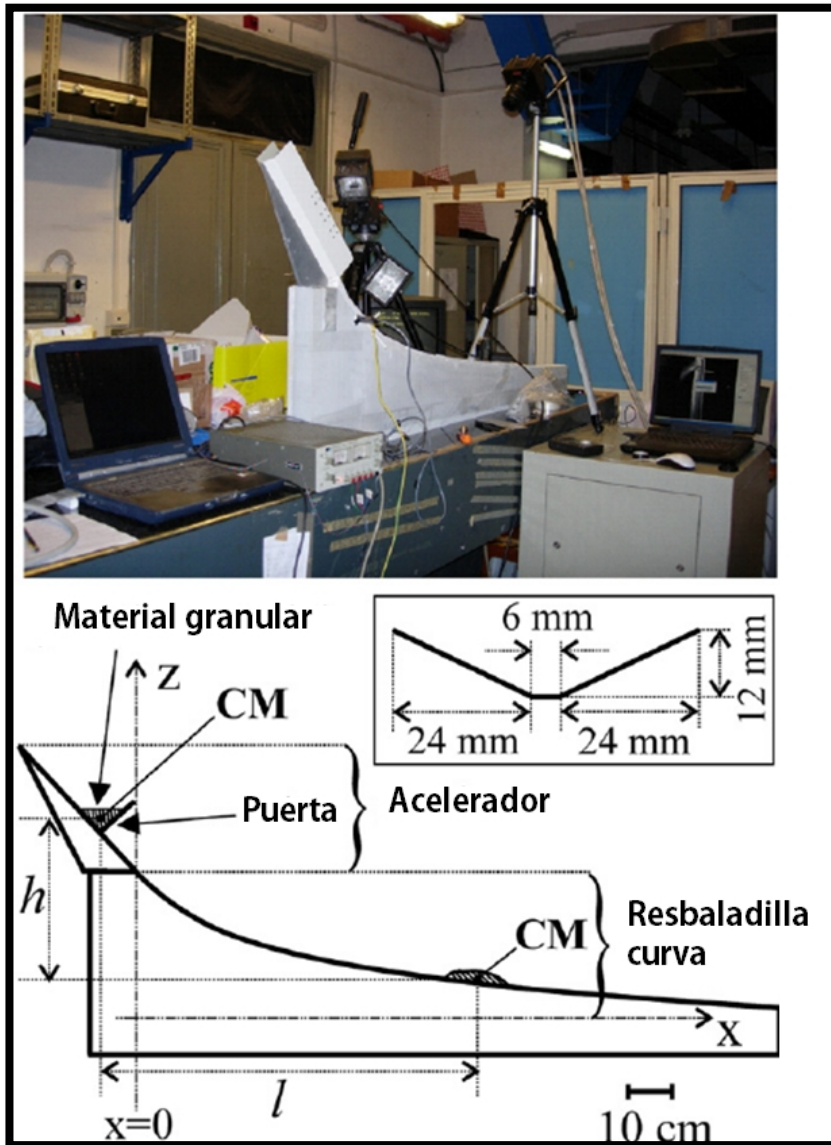 Material granular
z
CM
Puerta
Acelerador
6 mm
12 mm
24 mm
24 mm
h
CM
Resbaladilla
curva
X
l
x=0
10 cm